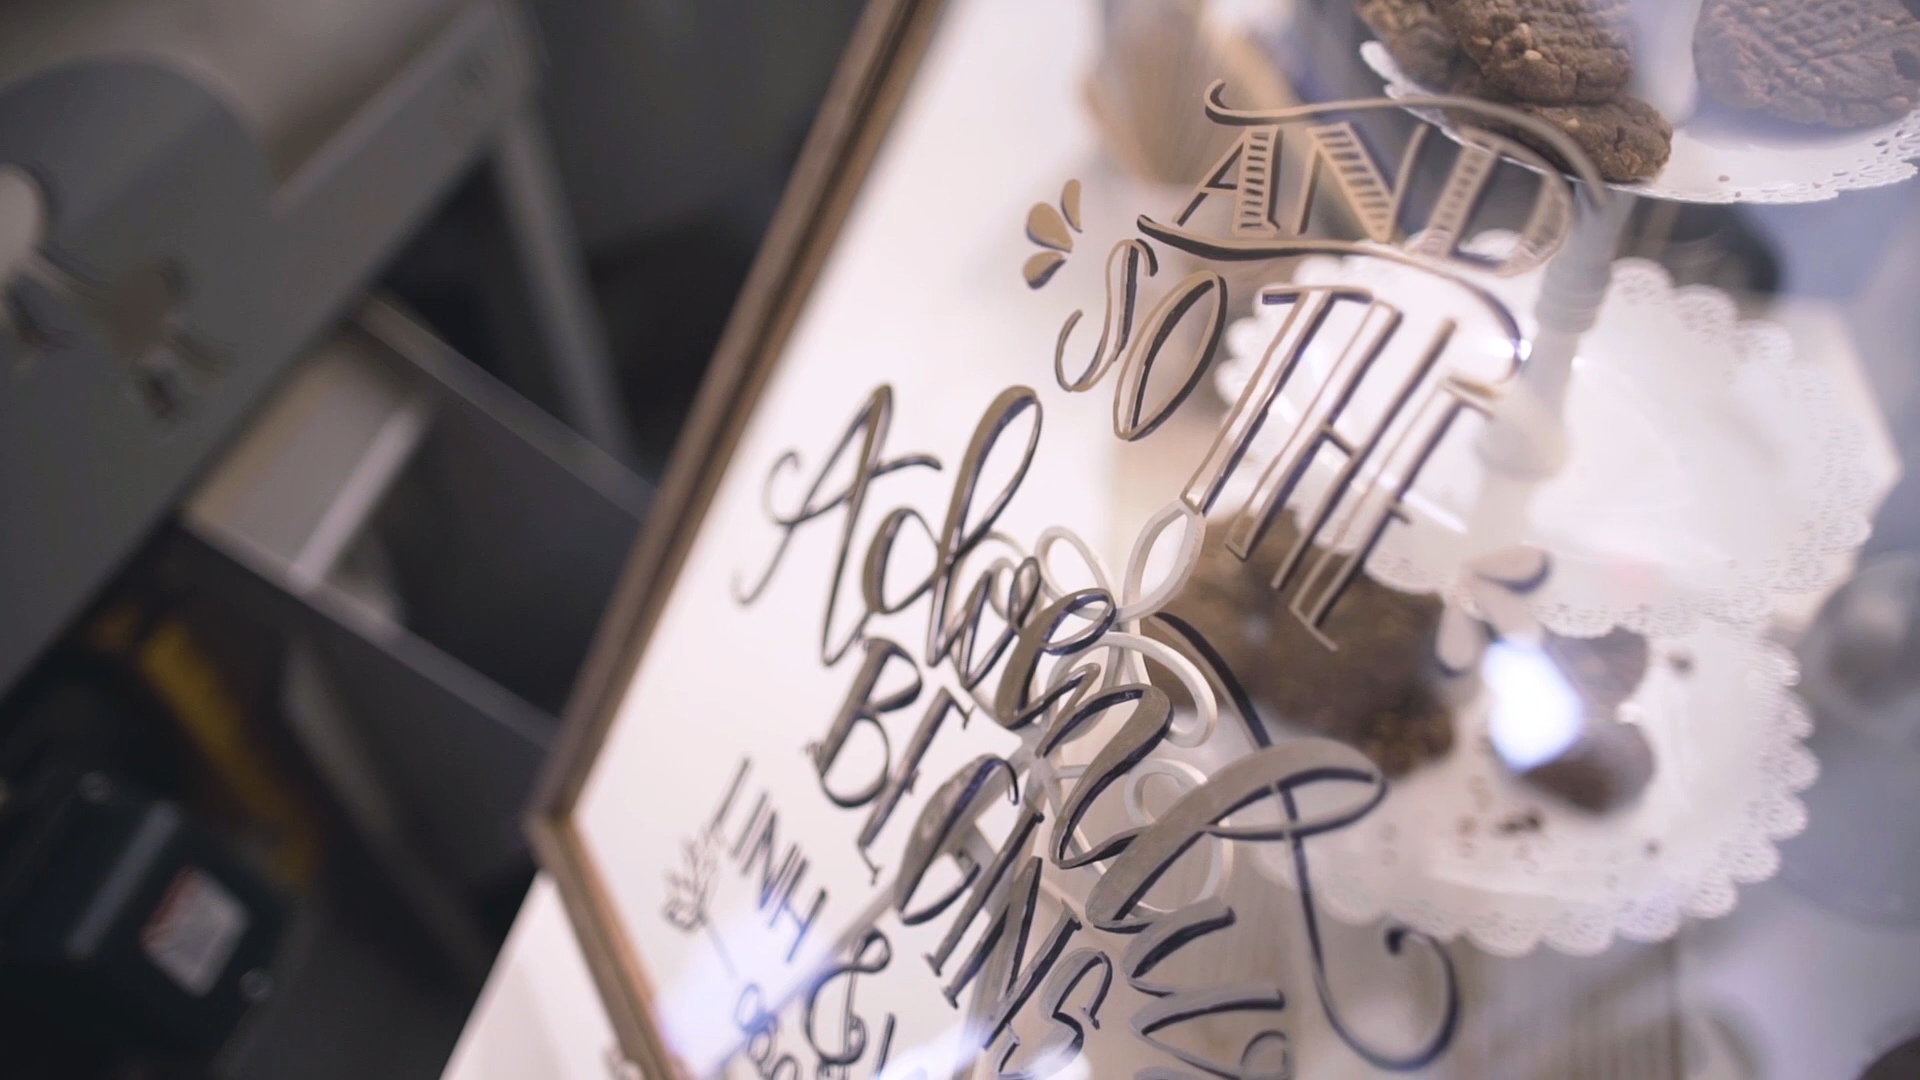 AND
SO THE
Adventure
BEGINS
LINH
&